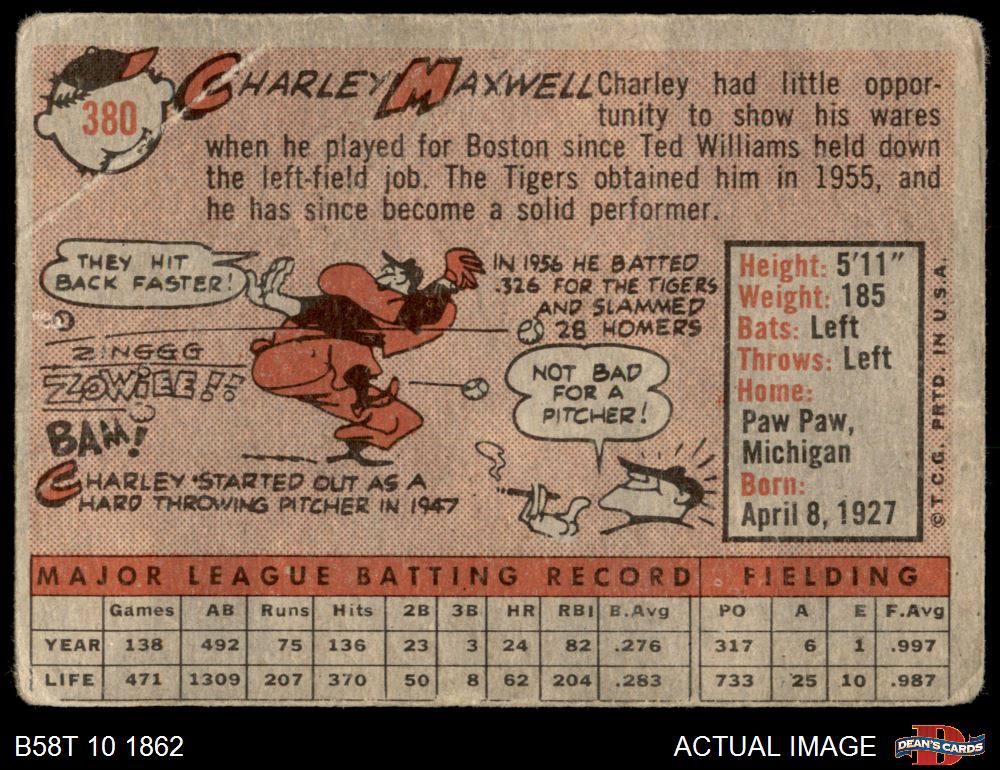 380
CHARLEY MAXWELL
Charley had little oppor-
tunity to show his wares
when he played for Boston since Ted Williams held down
the left-field job. The Tigers obtained him in 1955, and
he has since become a solid performer.
THEY HIT
BACK FASTER!
ZINGGG
ZOWIEE!!
BAM!
CHARLEY STARTED OUT AS A
HARD THROWING PITCHER IN 1947
IN 1956 HE BATTED
.326 FOR THE TIGERS
AND SLAMMED
28 HOMERS
NOT BAD
FOR A
PITCHER!
Height: 5'11"
Weight: 185
Bats: Left
Throws: Left
Home:
Paw Paw,
Michigan
Born:
April 8, 1927
© T.C.G. PRTD. IN U.S.A.
MAJOR LEAGUE BATTING RECORD FIELDING
Games AB Runs Hits 2B 3B HR RBI B.Avg PO A E F.Avg
YEAR 138 492 75 136 23 3 24 82 .276 317 6 1 .997
LIFE 471 1309 207 370 50 8 62 204 .283 733 25 10 .987
B58T 10 1862
ACTUAL IMAGE
D
DEAN'S CARDS